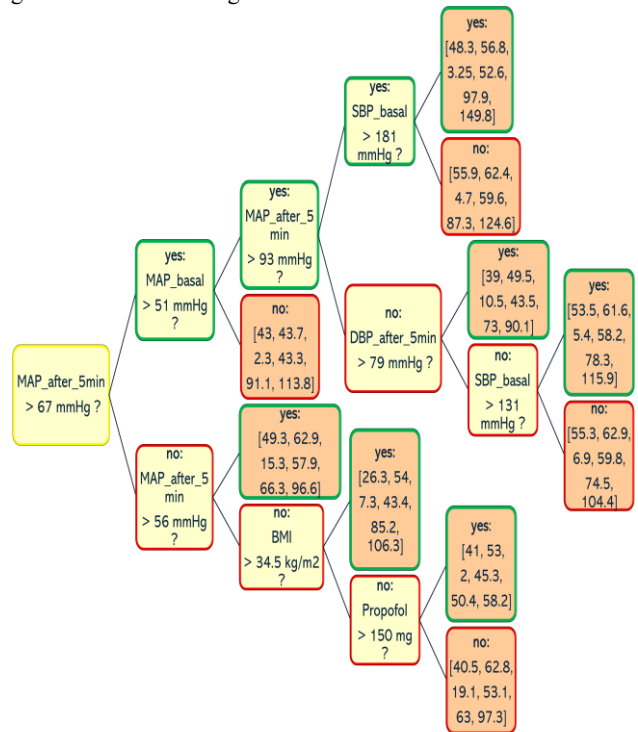 yes:
[48.3, 56.8,
3.25, 52.6,
97.9,
149.8]
yes:
SBP_basal
> 181
mmHg ?
no:
[55.9, 62.4,
4.7, 59.6,
87.3, 124.6]
yes:
MAP_after_5
min
> 93 mmHg
?
yes:
MAP_basal
> 51 mmHg
?
yes:
[39, 49.5,
10.5, 43.5,
73, 90.1]
yes:
[53.5, 61.6,
5.4, 58.2,
78.3,
115.9]
no:
[43, 43.7,
2.3, 43.3,
91.1, 113.8]
no:
DBP_after_5min
> 79 mmHg ?
no:
SBP_basal
> 131
mmHg ?
MAP_after_5min
> 67 mmHg ?
no:
[55.3, 62.9,
6.9, 59.8,
74.5,
104.4]
yes:
[49.3, 62.9,
15.3, 57.9,
66.3, 96.6]
no:
MAP_after_5
min
> 56 mmHg
?
yes:
[26.3, 54,
7.3, 43.4,
85.2,
106.3]
no:
BMI
> 34.5 kg/m2
?
yes:
[41, 53,
2, 45.3,
50.4, 58.2]
no:
Propofol
> 150 mg
?
no:
[40.5, 62.8,
19.1, 53.1,
63, 97.3]